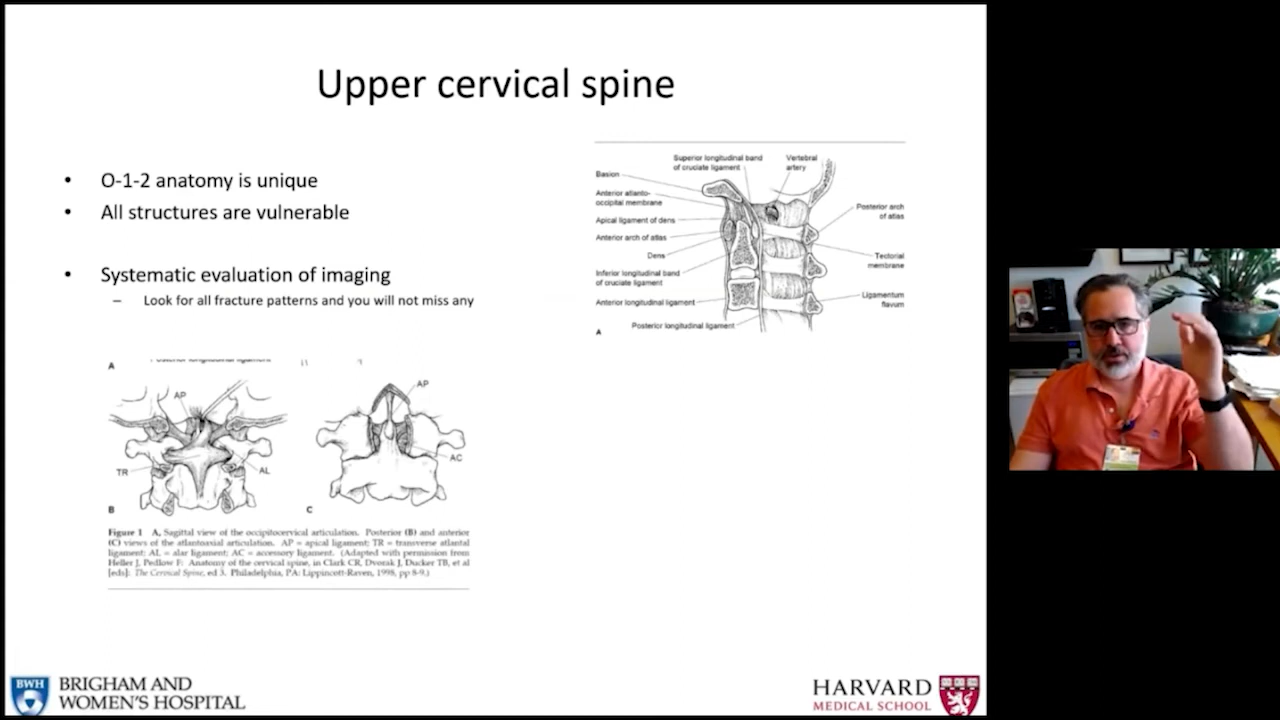 Upper cervical spine
• O-1-2 anatomy is unique
• All structures are vulnerable
• Systematic evaluation of imaging
– Look for all fracture patterns and you will not miss any
Superior longitudinal band
of cruciate ligament
Vertebral
artery
Basion
Anterior atlanto-
occipital membrane
Apical ligament of dens
Anterior arch of atlas
Dens
Inferior longitudinal band
of cruciate ligament
Anterior longitudinal ligament
Posterior longitudinal ligament
Posterior arch
of atlas
Tectorial
membrane
Ligamentum
flavum
A
A
Posterior longitudinal ligament
AP
TR
AL
B
AP
AC
C
Figure 1 A, Sagittal view of the occipitocervical articulation. Posterior (B) and anterior
(C) views of the atlantoaxial articulation. AP = apical ligament; TR = transverse atlantal
ligament; AL = alar ligament; AC = accessory ligament. (Adapted with permission from
Heller J, Pedlow F: Anatomy of the cervical spine, in Clark CR, Dvorak J, Ducker TB, et al
[eds]: The Cervical Spine, ed 3. Philadelphia, PA: Lippincott-Raven, 1998, pp 8-9.)
BWH
BRIGHAM AND
WOMEN'S HOSPITAL
HARVARD
MEDICAL SCHOOL